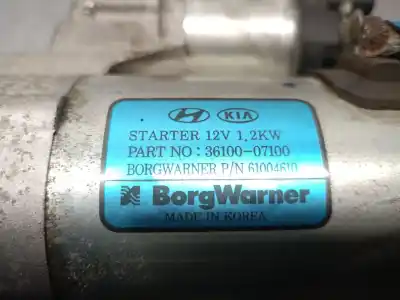 KIA
STARTER 12V 1,2KW
PART NO : 36100-07100
BORGWARNER P/N 61004610
BorgWarner
MADE IN KOREA